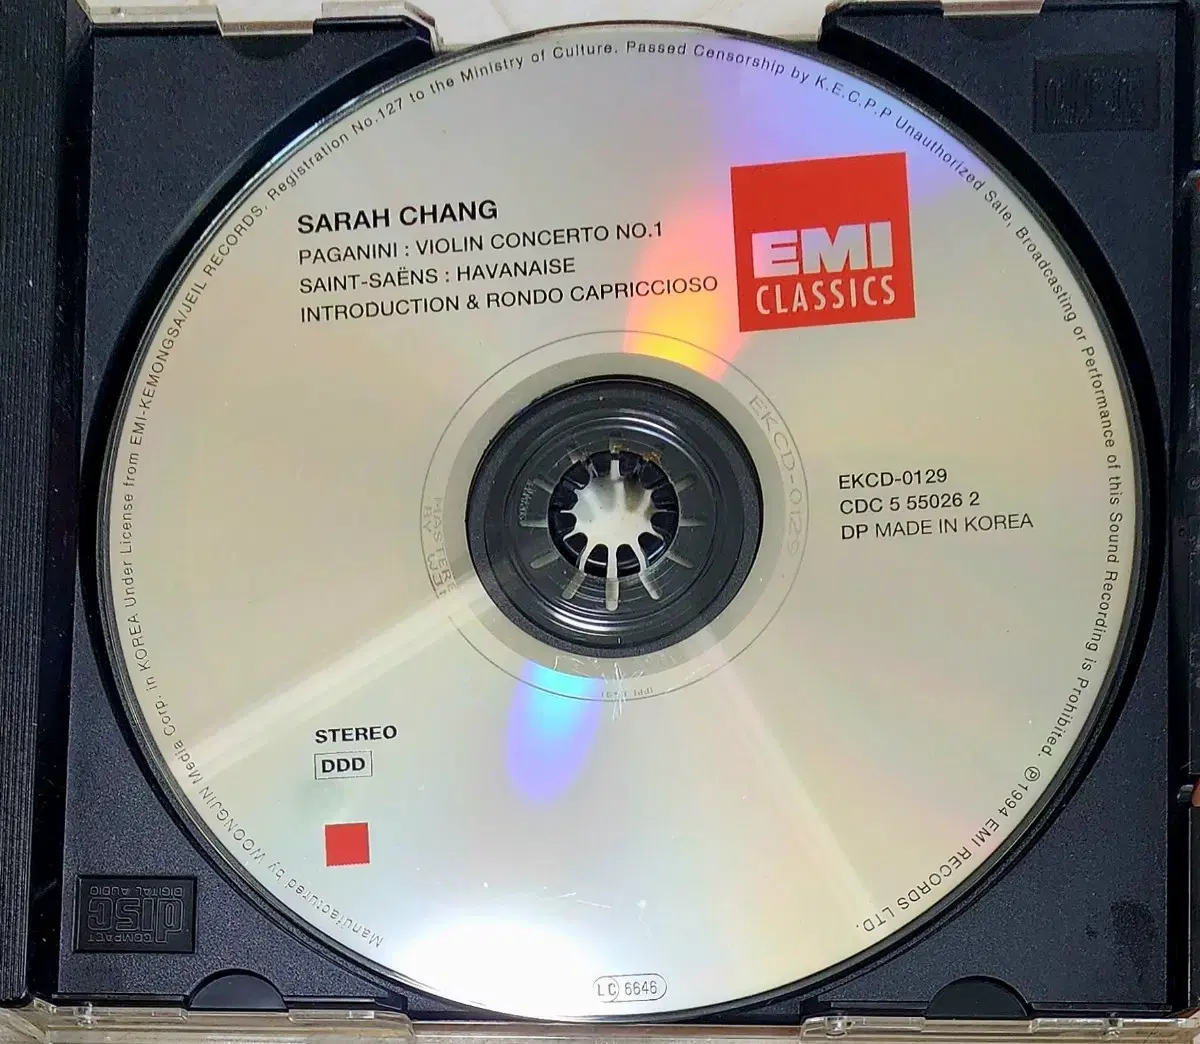 Manufactured by WOONGJIN Media Corp. in KOREA Under License from EMI-KEMONGSA/JEIL RECORDS. Registration No.127 to the Ministry of Culture. Passed Censorship by K.E.C.P.P Unauthorized Sale, Broadcasting or Performance of this Sound Recording is Prohibited. ℗1994 EMI RECORDS LTD.
SARAH CHANG
PAGANINI : VIOLIN CONCERTO NO.1
SAINT-SAËNS : HAVANAISE
INTRODUCTION & RONDO CAPRICCIOSO
EMI
CLASSICS
EKCD-0129
EKCD-0129
CDC 5 55026 2
DP MADE IN KOREA
BY
STEREO
DDD
COMPACT
disc
DIGITAL AUDIO
LC 6646